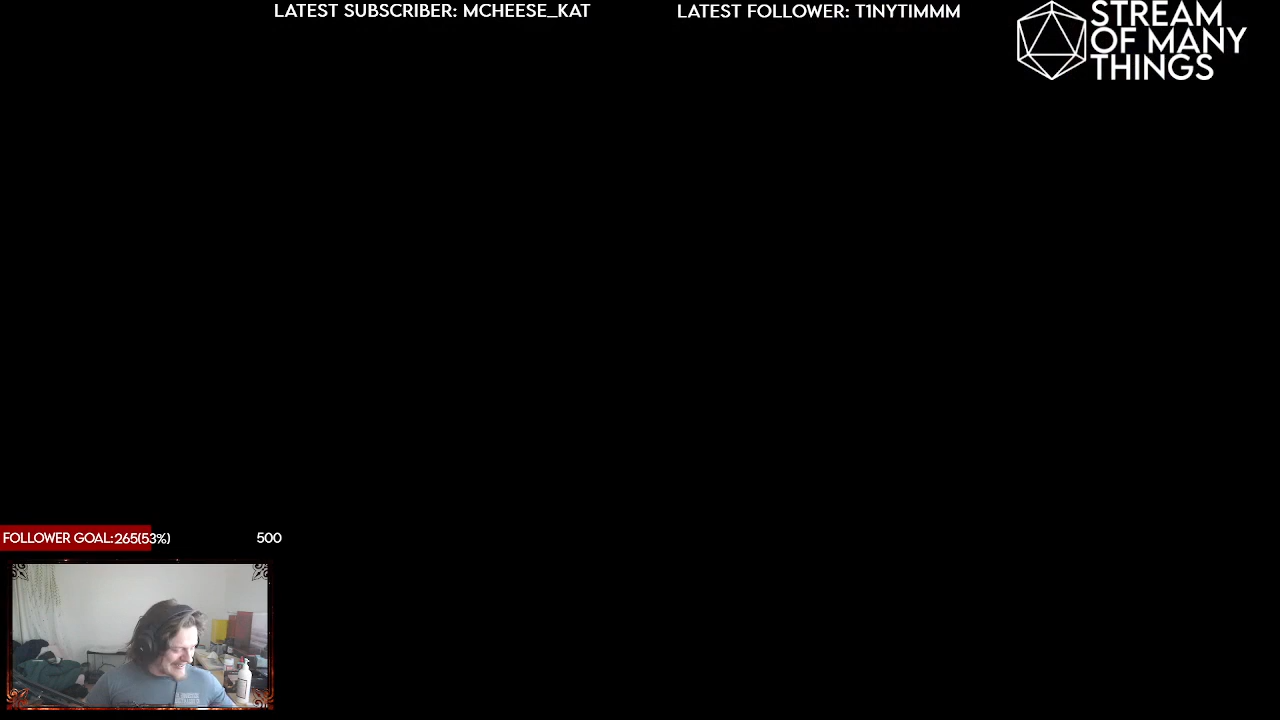 LATEST SUBSCRIBER: MCHEESE_KAT
LATEST FOLLOWER: T1NYTIMMM
STREAM
OF MANY
THINGS
FOLLOWER GOAL: 265(53%) 500